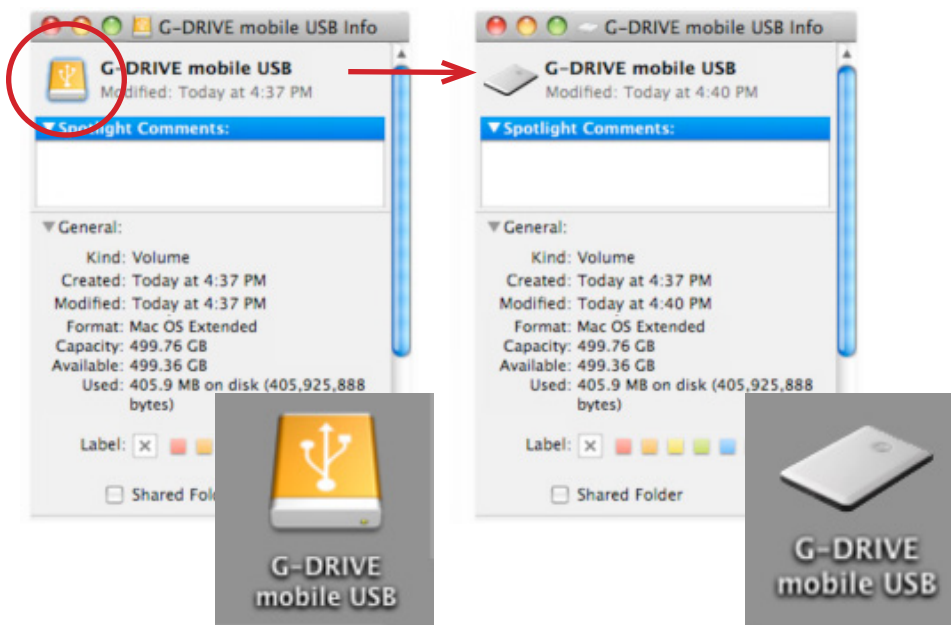 G-DRIVE mobile USB Info
G-DRIVE mobile USB
Modified: Today at 4:37 PM
Spotlight Comments:
General:
Kind: Volume
Created: Today at 4:37 PM
Modified: Today at 4:37 PM
Format: Mac OS Extended
Capacity: 499.76 GB
Available: 499.36 GB
Used: 405.9 MB on disk (405,925,888
bytes)
Label:
Shared Fol
G-DRIVE
mobile USB
G-DRIVE mobile USB Info
G-DRIVE mobile USB
Modified: Today at 4:40 PM
Spotlight Comments:
General:
Kind: Volume
Created: Today at 4:37 PM
Modified: Today at 4:40 PM
Format: Mac OS Extended
Capacity: 499.76 GB
Available: 499.36 GB
Used: 405.9 MB on disk (405,925,888
bytes)
Label:
Shared Folder
G-DRIVE
mobile USB